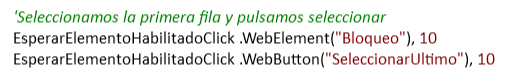 'Seleccionamos la primera fila y pulsamos seleccionar
EsperarElementoHabilitadoClick .WebElement("Bloqueo"), 10
EsperarElementoHabilitadoClick .WebButton("SeleccionarUltimo"), 10